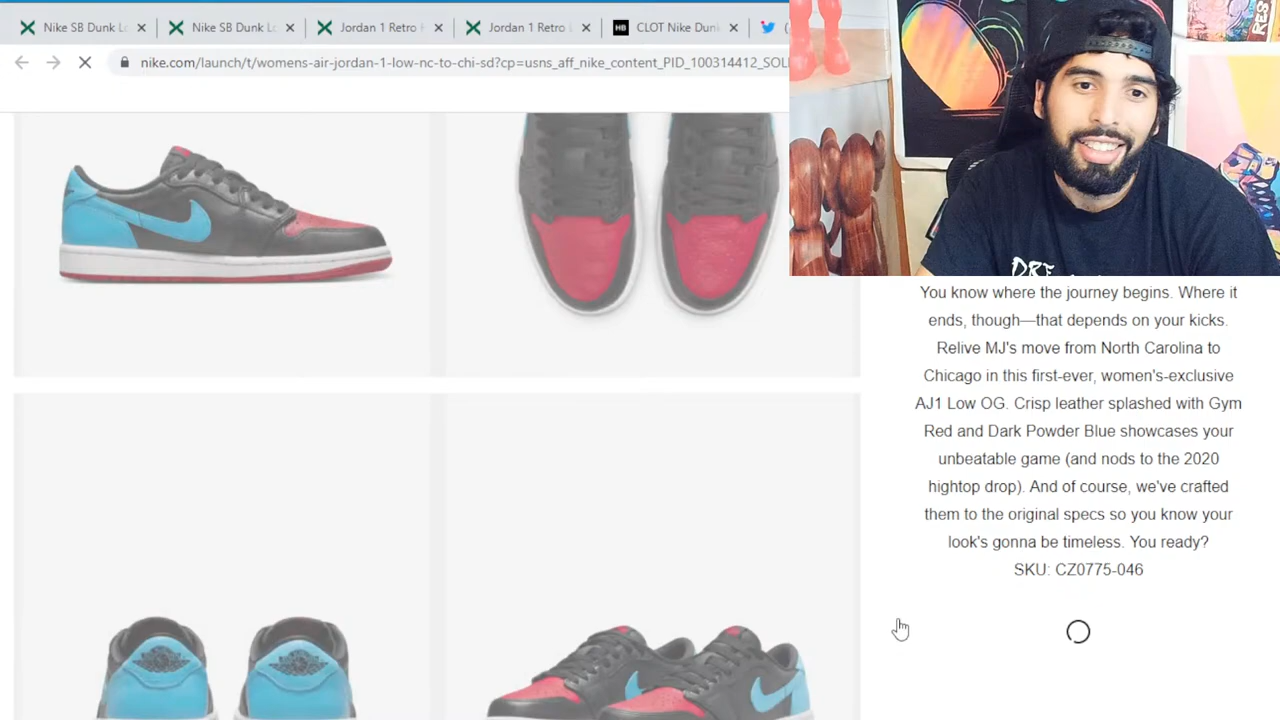 Nike SB Dunk Lo
Nike SB Dunk Lo
Jordan 1 Retro
Jordan 1 Retro
HB
CLOT Nike Dunk
nike.com/launch/t/womens-air-jordan-1-low-nc-to-chi-sd?cp=usns_aff_nike_content_PID_100314412_SOLE
DRE
You know where the journey begins. Where it
ends, though—that depends on your kicks.
Relive MJ's move from North Carolina to
Chicago in this first-ever, women's-exclusive
AJ1 Low OG. Crisp leather splashed with Gym
Red and Dark Powder Blue showcases your
unbeatable game (and nods to the 2020
hightop drop). And of course, we've crafted
them to the original specs so you know your
look's gonna be timeless. You ready?
SKU: CZ0775-046